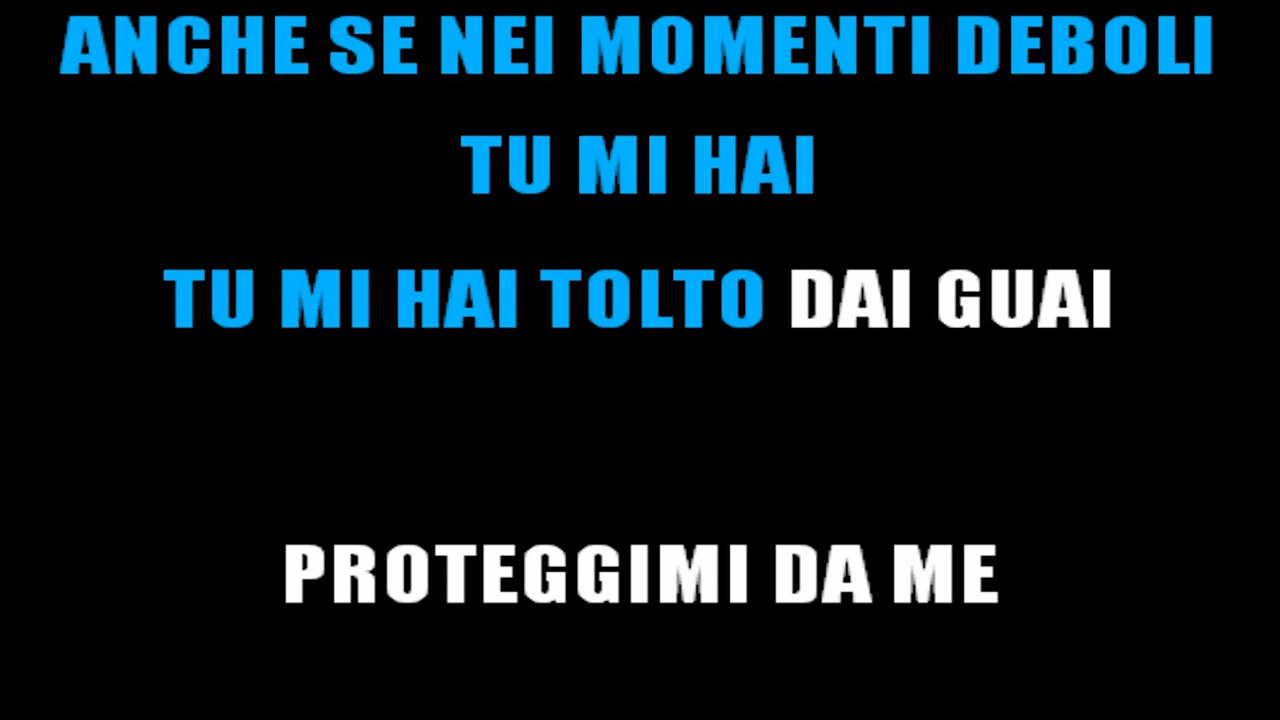 ANCHE SE NEI MOMENTI DEBOLI
TU MI HAI
TU MI HAI TOLTO DAI GUAI
PROTEGGIMI DA ME